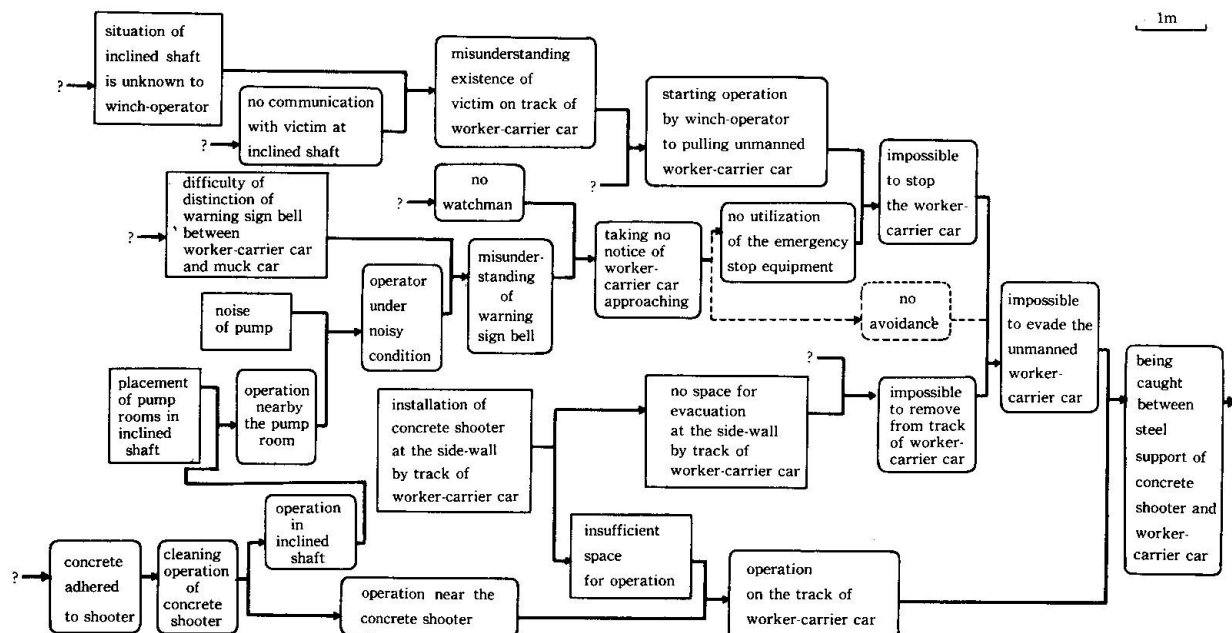 1m
situation of
inclined shaft
is unknown to
winch-operator
?
no communication
with victim at
inclined shaft
?
misunderstanding
existence of
victim on track of
worker-carrier car
starting operation
by winch-operator
to pulling unmanned
worker-carrier car
?
impossible
to stop
the worker-
carrier car
difficulty of
distinction of
warning sign bell
between
worker-carrier car
and muck car
?
no
watchman
?
misunder-
standing
of
warning
sign bell
taking no
notice of
worker-
carrier car
approaching
no utilization
of the emergency
stop equipment
no
avoidance
noise
of pump
operator
under
noisy
condition
impossible
to evade the
unmanned
worker-
carrier car
placement
of pump
rooms in
inclined
shaft
operation
nearby
the pump
room
installation of
concrete shooter
at the side-wall
by track of
worker-carrier car
no space for
evacuation
at the side-wall
by track of
worker-carrier car
?
impossible
to remove
from track
of worker-
carrier car
being
caught
between
steel
support of
concrete
shooter and
worker-
carrier car
operation
in
inclined
shaft
insufficient
space
for operation
?
concrete
adhered
to shooter
cleaning
operation
of
concrete
shooter
operation near the
concrete shooter
operation
on the track of
worker-carrier car